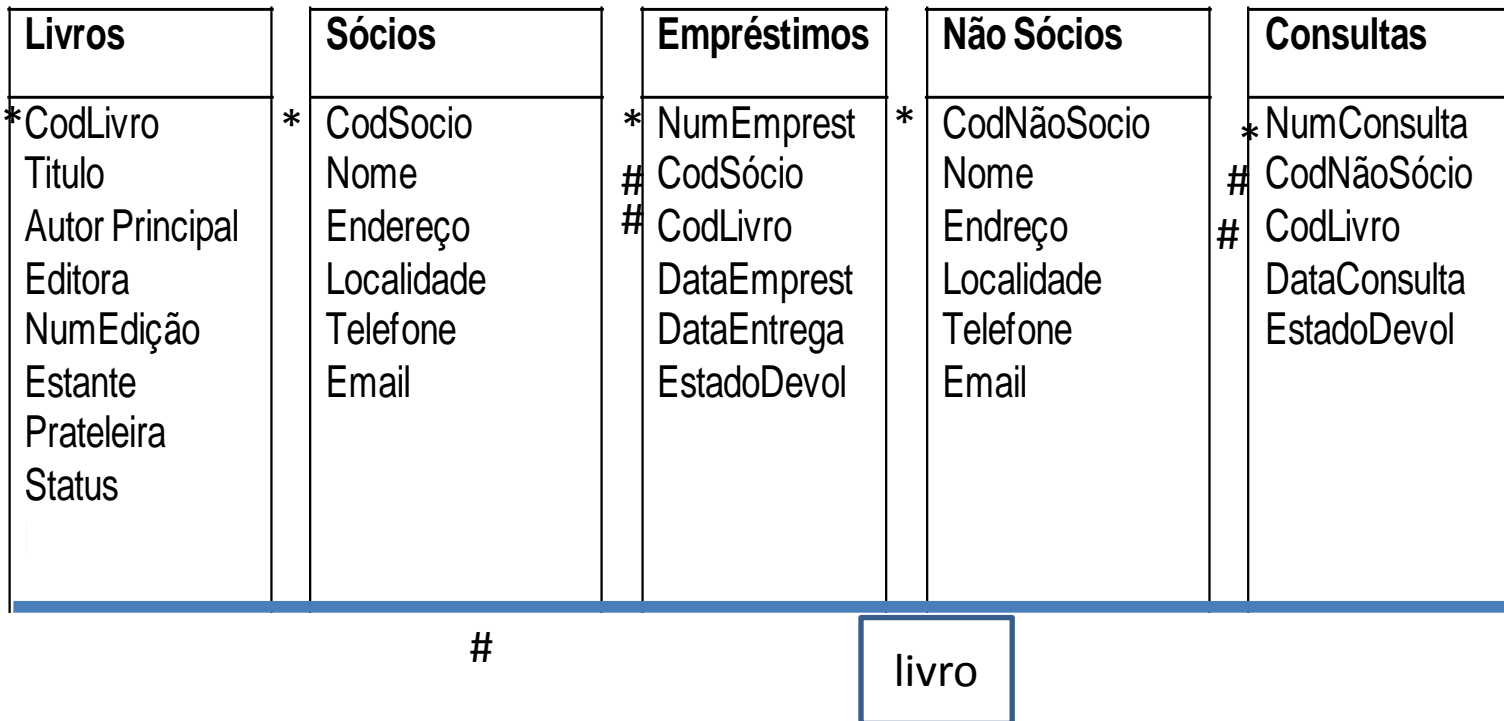 Livros
*CodLivro
Titulo
Autor Principal
Editora
NumEdição
Estante
Prateleira
Status
Sócios
* CodSocio
Nome
Endereço
Localidade
Telefone
Email
Empréstimos
* NumEmprest
# CodSócio
# CodLivro
DataEmprest
DataEntrega
EstadoDevol
Não Sócios
* CodNãoSocio
Nome
Endreço
Localidade
Telefone
Email
Consultas
* NumConsulta
# CodNãoSócio
# CodLivro
DataConsulta
EstadoDevol
#
livro